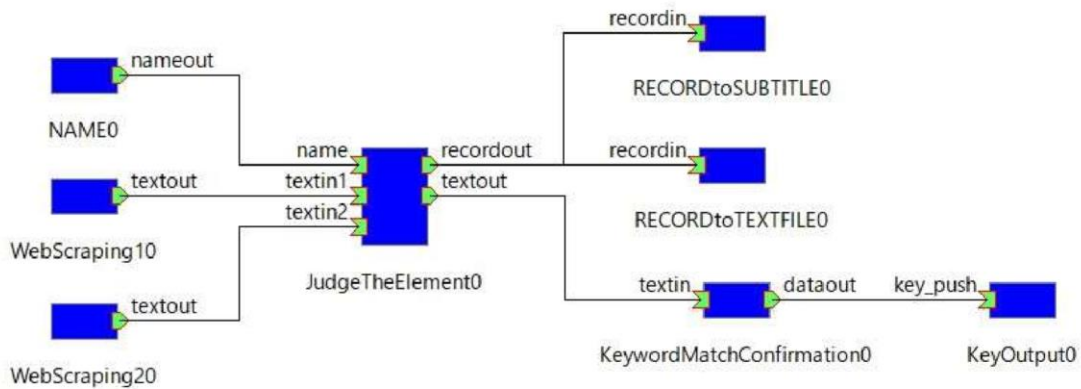 recordin
nameout
RECORDtoSUBTITLE0
NAME0
name
recordout
recordin
textout
textin1
textout
textin2
RECORDtoTEXTFILE0
WebScraping10
JudgeTheElement0
textin
dataout
key_push
textout
KeywordMatchConfirmation0
KeyOutput0
WebScraping20